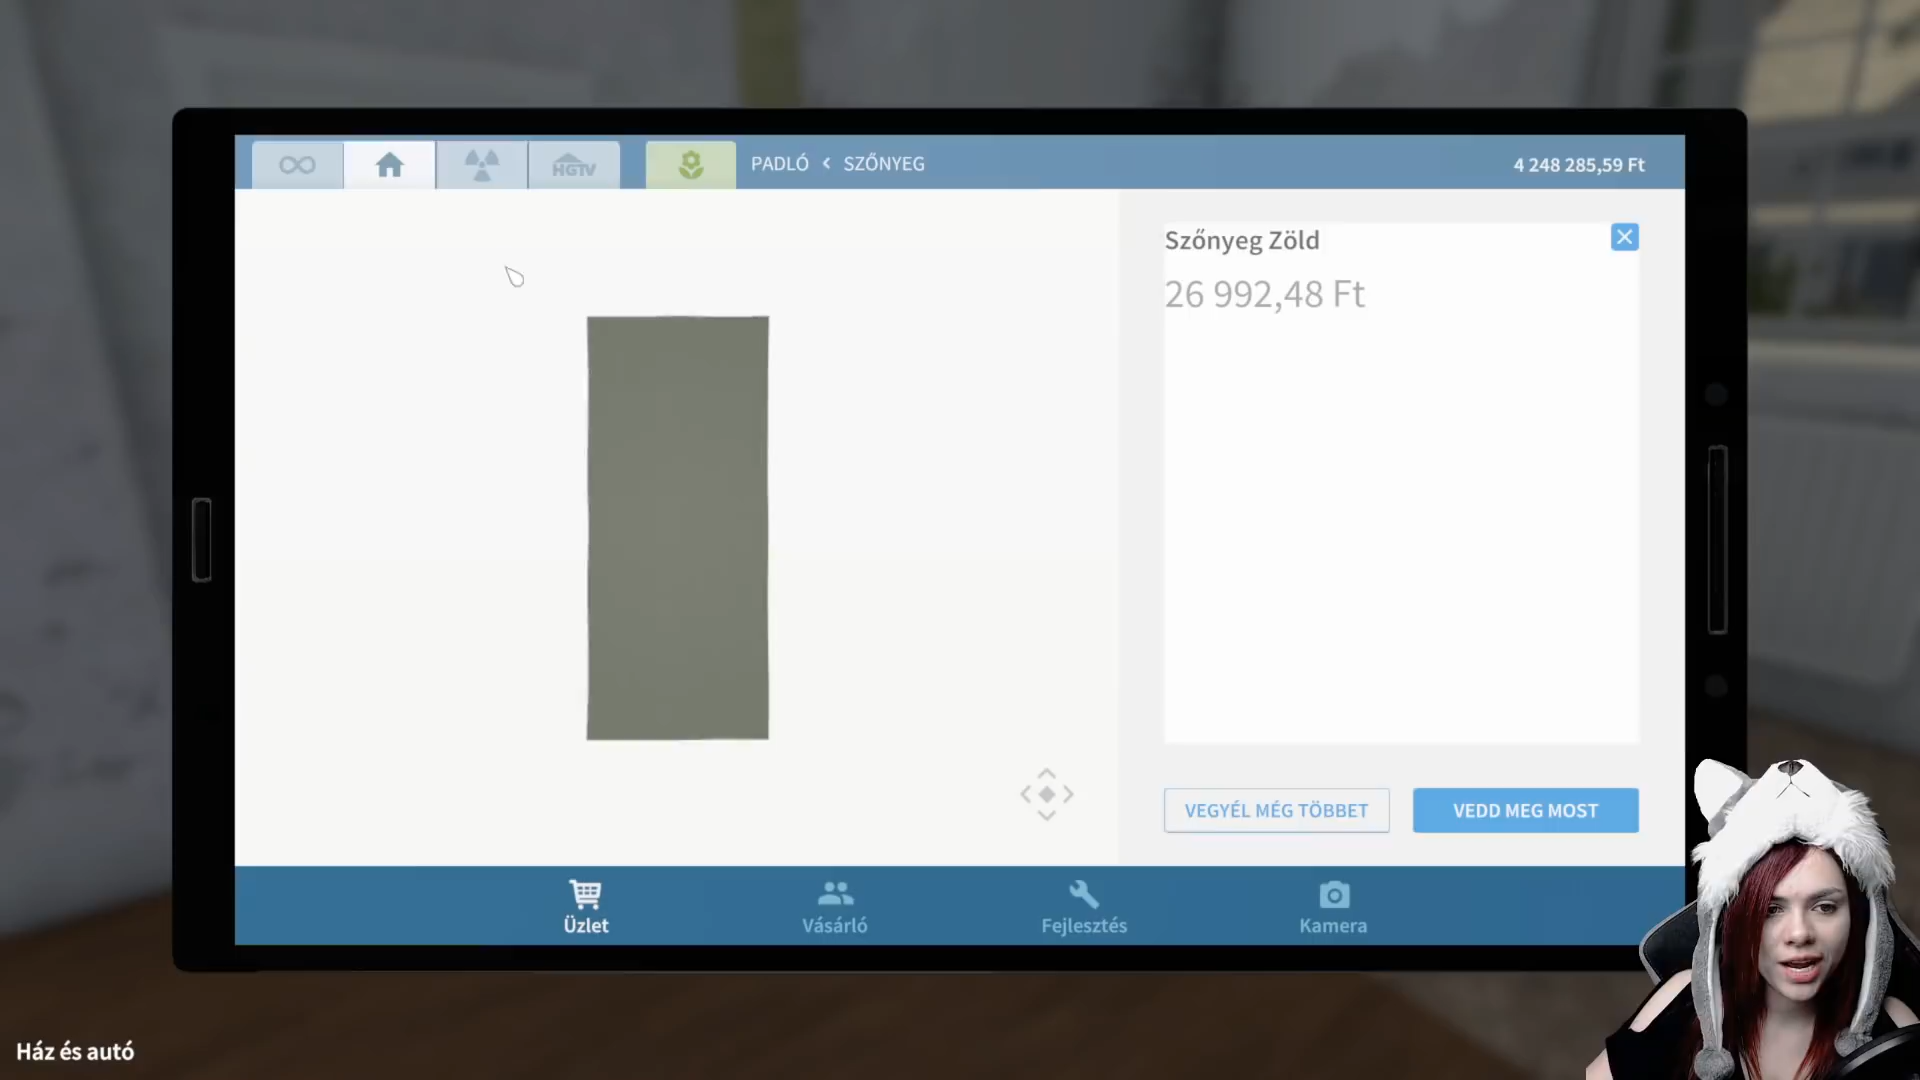 HGTV
PADLÓ < SZŐNYEG
4 248 285,59 Ft
Szőnyeg Zöld
26 992,48 Ft
VEGYÉL MÉG TÖBBET
VEDD MEG MOST
Üzlet
Vásárló
Fejlesztés
Kamera
Ház és autó